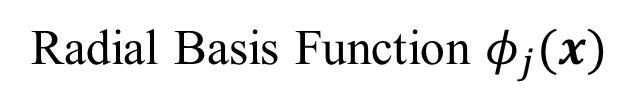 Radial Basis Function ϕⱼ(𝒙)